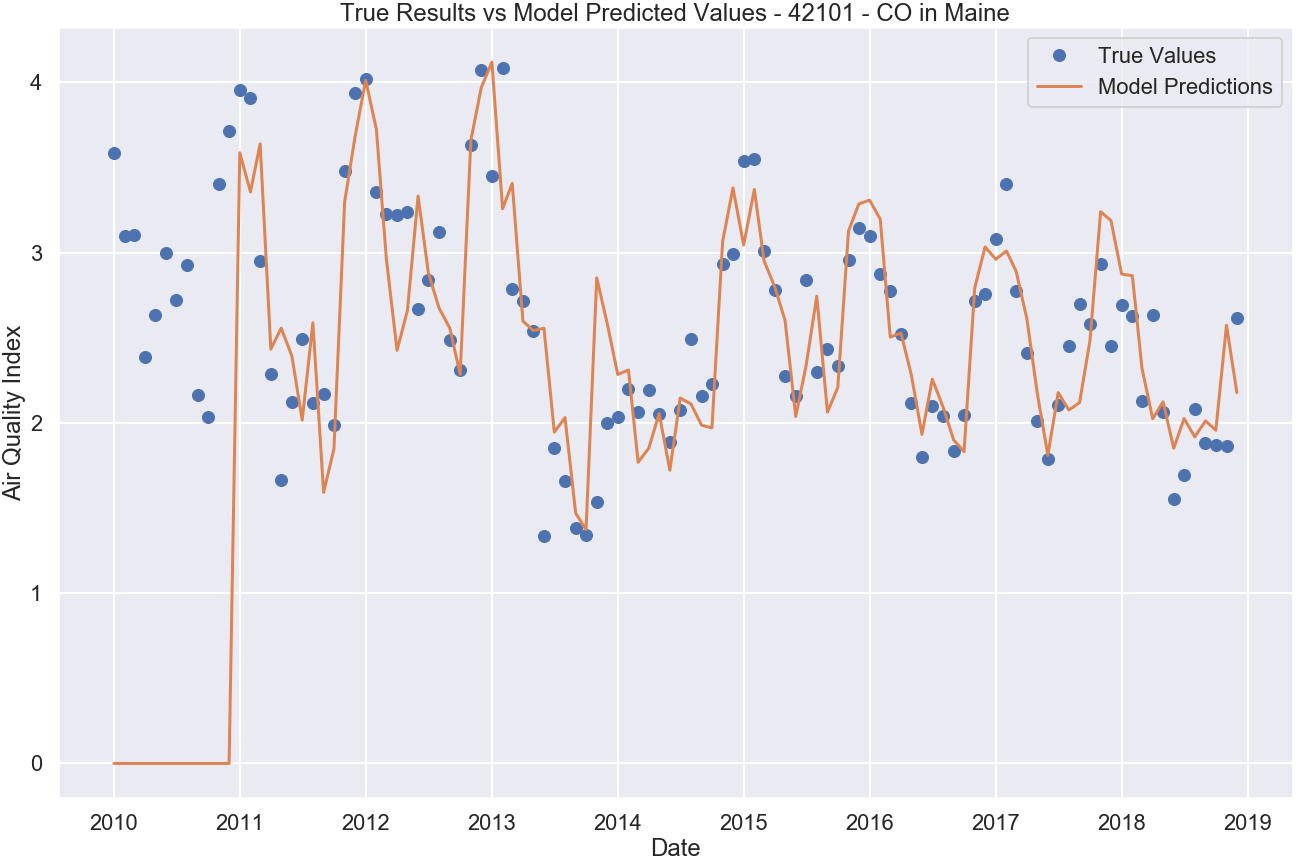 True Results vs Model Predicted Values - 42101 - CO in Maine
True Values
Model Predictions
Air Quality Index
4
3
2
1
0
2010 2011 2012 2013 2014 2015 2016 2017 2018 2019
Date